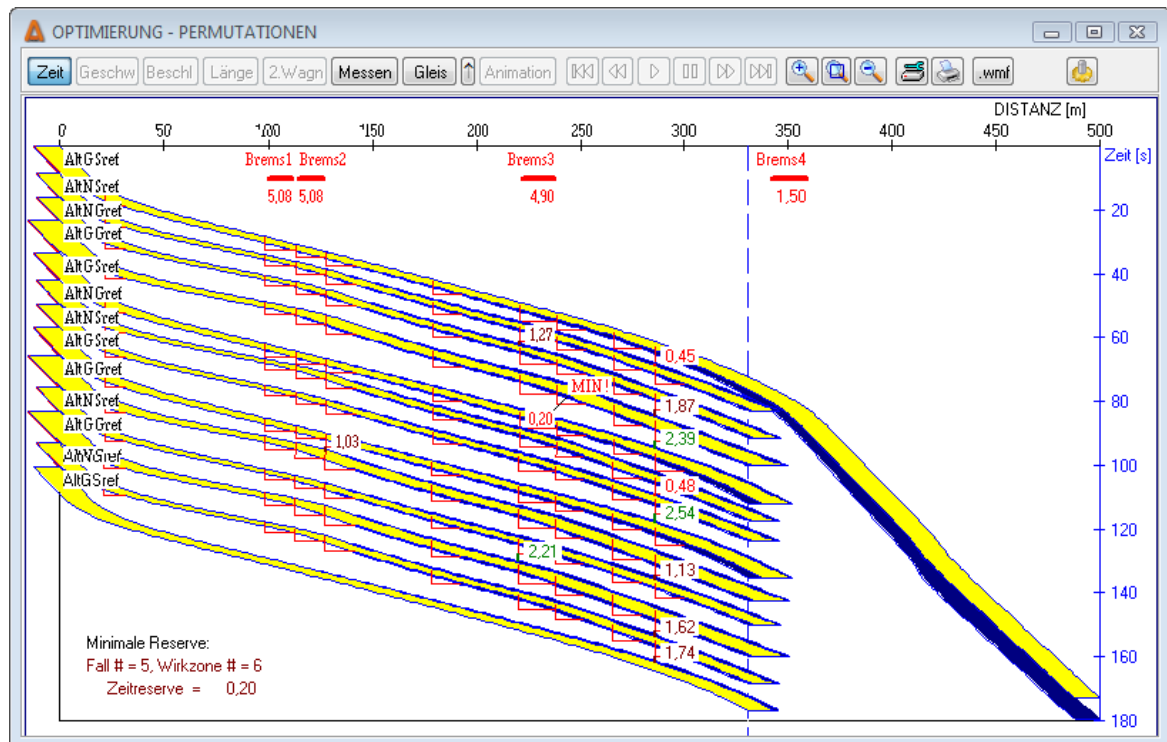 OPTIMIERUNG - PERMUTATIONEN
Zeit Geschw Beschl Länge 2.Wagn Messen Gleis Animation .wmf
DISTANZ [m]
0 50 100 150 200 250 300 350 400 450 500
Zeit [s]
AltGSref
Brems1 Brems2 Brems3 Brems4
5,08 5,08 4,90 1,50
AltNSref
AltNGref
20
AltGGref
40
AltGSref
AltNGref
60
1,27
AltNSref
0,45
AltGSref
MIN!
80
AltGGref
1,87
0,20
AltNSref
1,03
2,39
AltGGref
100
AltNGref
0,48
AltGSref
2,54
120
2,21
1,13
140
1,62
Minimale Reserve:
1,74
Fall # = 5, Wirkzone # = 6
160
Zeitreserve = 0,20
180